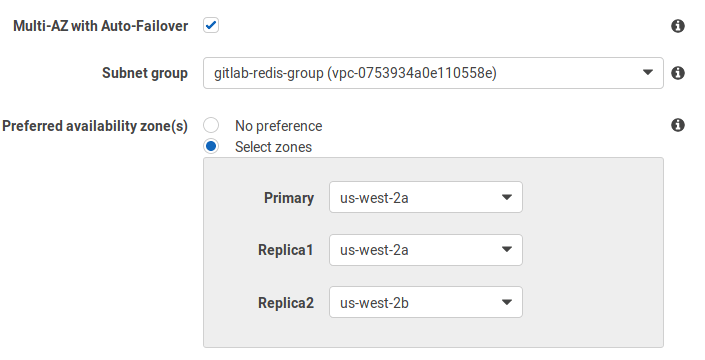 Multi-AZ with Auto-Failover
Subnet group gitlab-redis-group (vpc-0753934a0e110558e)
Preferred availability zone(s) No preference
Select zones
Primary us-west-2a
Replica1 us-west-2a
Replica2 us-west-2b